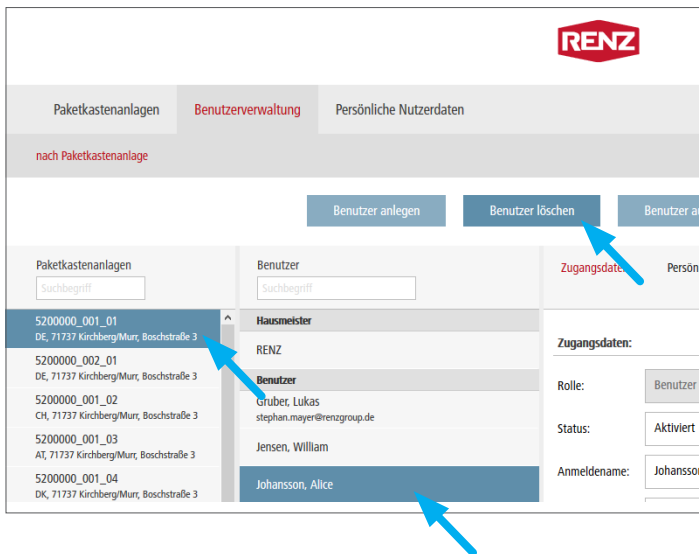 RENZ
Paketkastenanlagen Benutzerverwaltung Persönliche Nutzerdaten
nach Paketkastenanlage
Benutzer anlegen Benutzer löschen Benutzer
Paketkastenanlagen
Suchbegriff
5200000_001_01
DE, 71737 Kirchberg/Murr, Boschstraße 3
5200000_002_01
DE, 71737 Kirchberg/Murr, Boschstraße 3
5200000_001_02
CH, 71737 Kirchberg/Murr, Boschstraße 3
5200000_001_03
AT, 71737 Kirchberg/Murr, Boschstraße 3
5200000_001_04
DK, 71737 Kirchberg/Murr, Boschstraße 3
Benutzer
Suchbegriff
Hausmeister
RENZ
Benutzer
Gruber, Lukas
stephan.mayer@renzgroup.de
Jensen, William
Johansson, Alice
Zugangsdaten:
Rolle: Benutzer
Status: Aktiviert
Anmeldename: